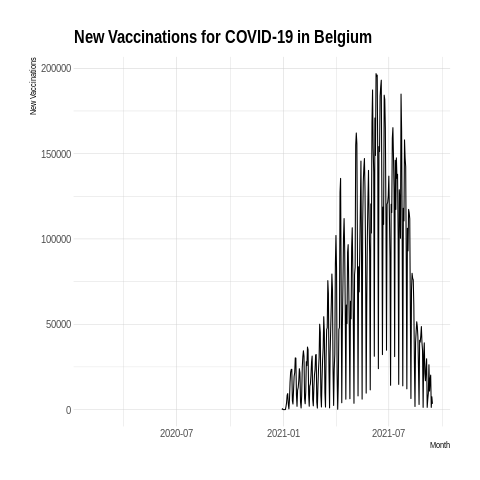 New Vaccinations for COVID-19 in Belgium
New Vaccinations
200000
150000
100000
50000
0
2020-07
2021-01
2021-07
Month